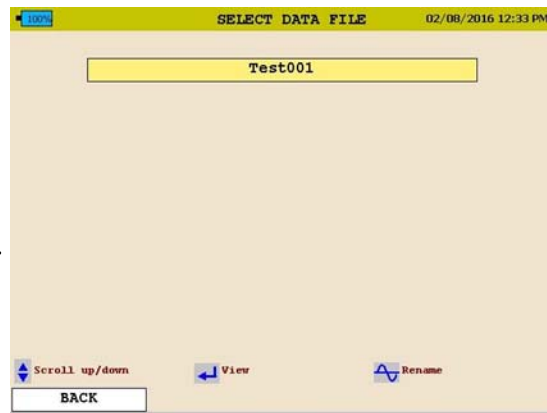 100% SELECT DATA FILE 02/08/2016 12:33 PM
Test001
Scroll up/down View Rename
BACK